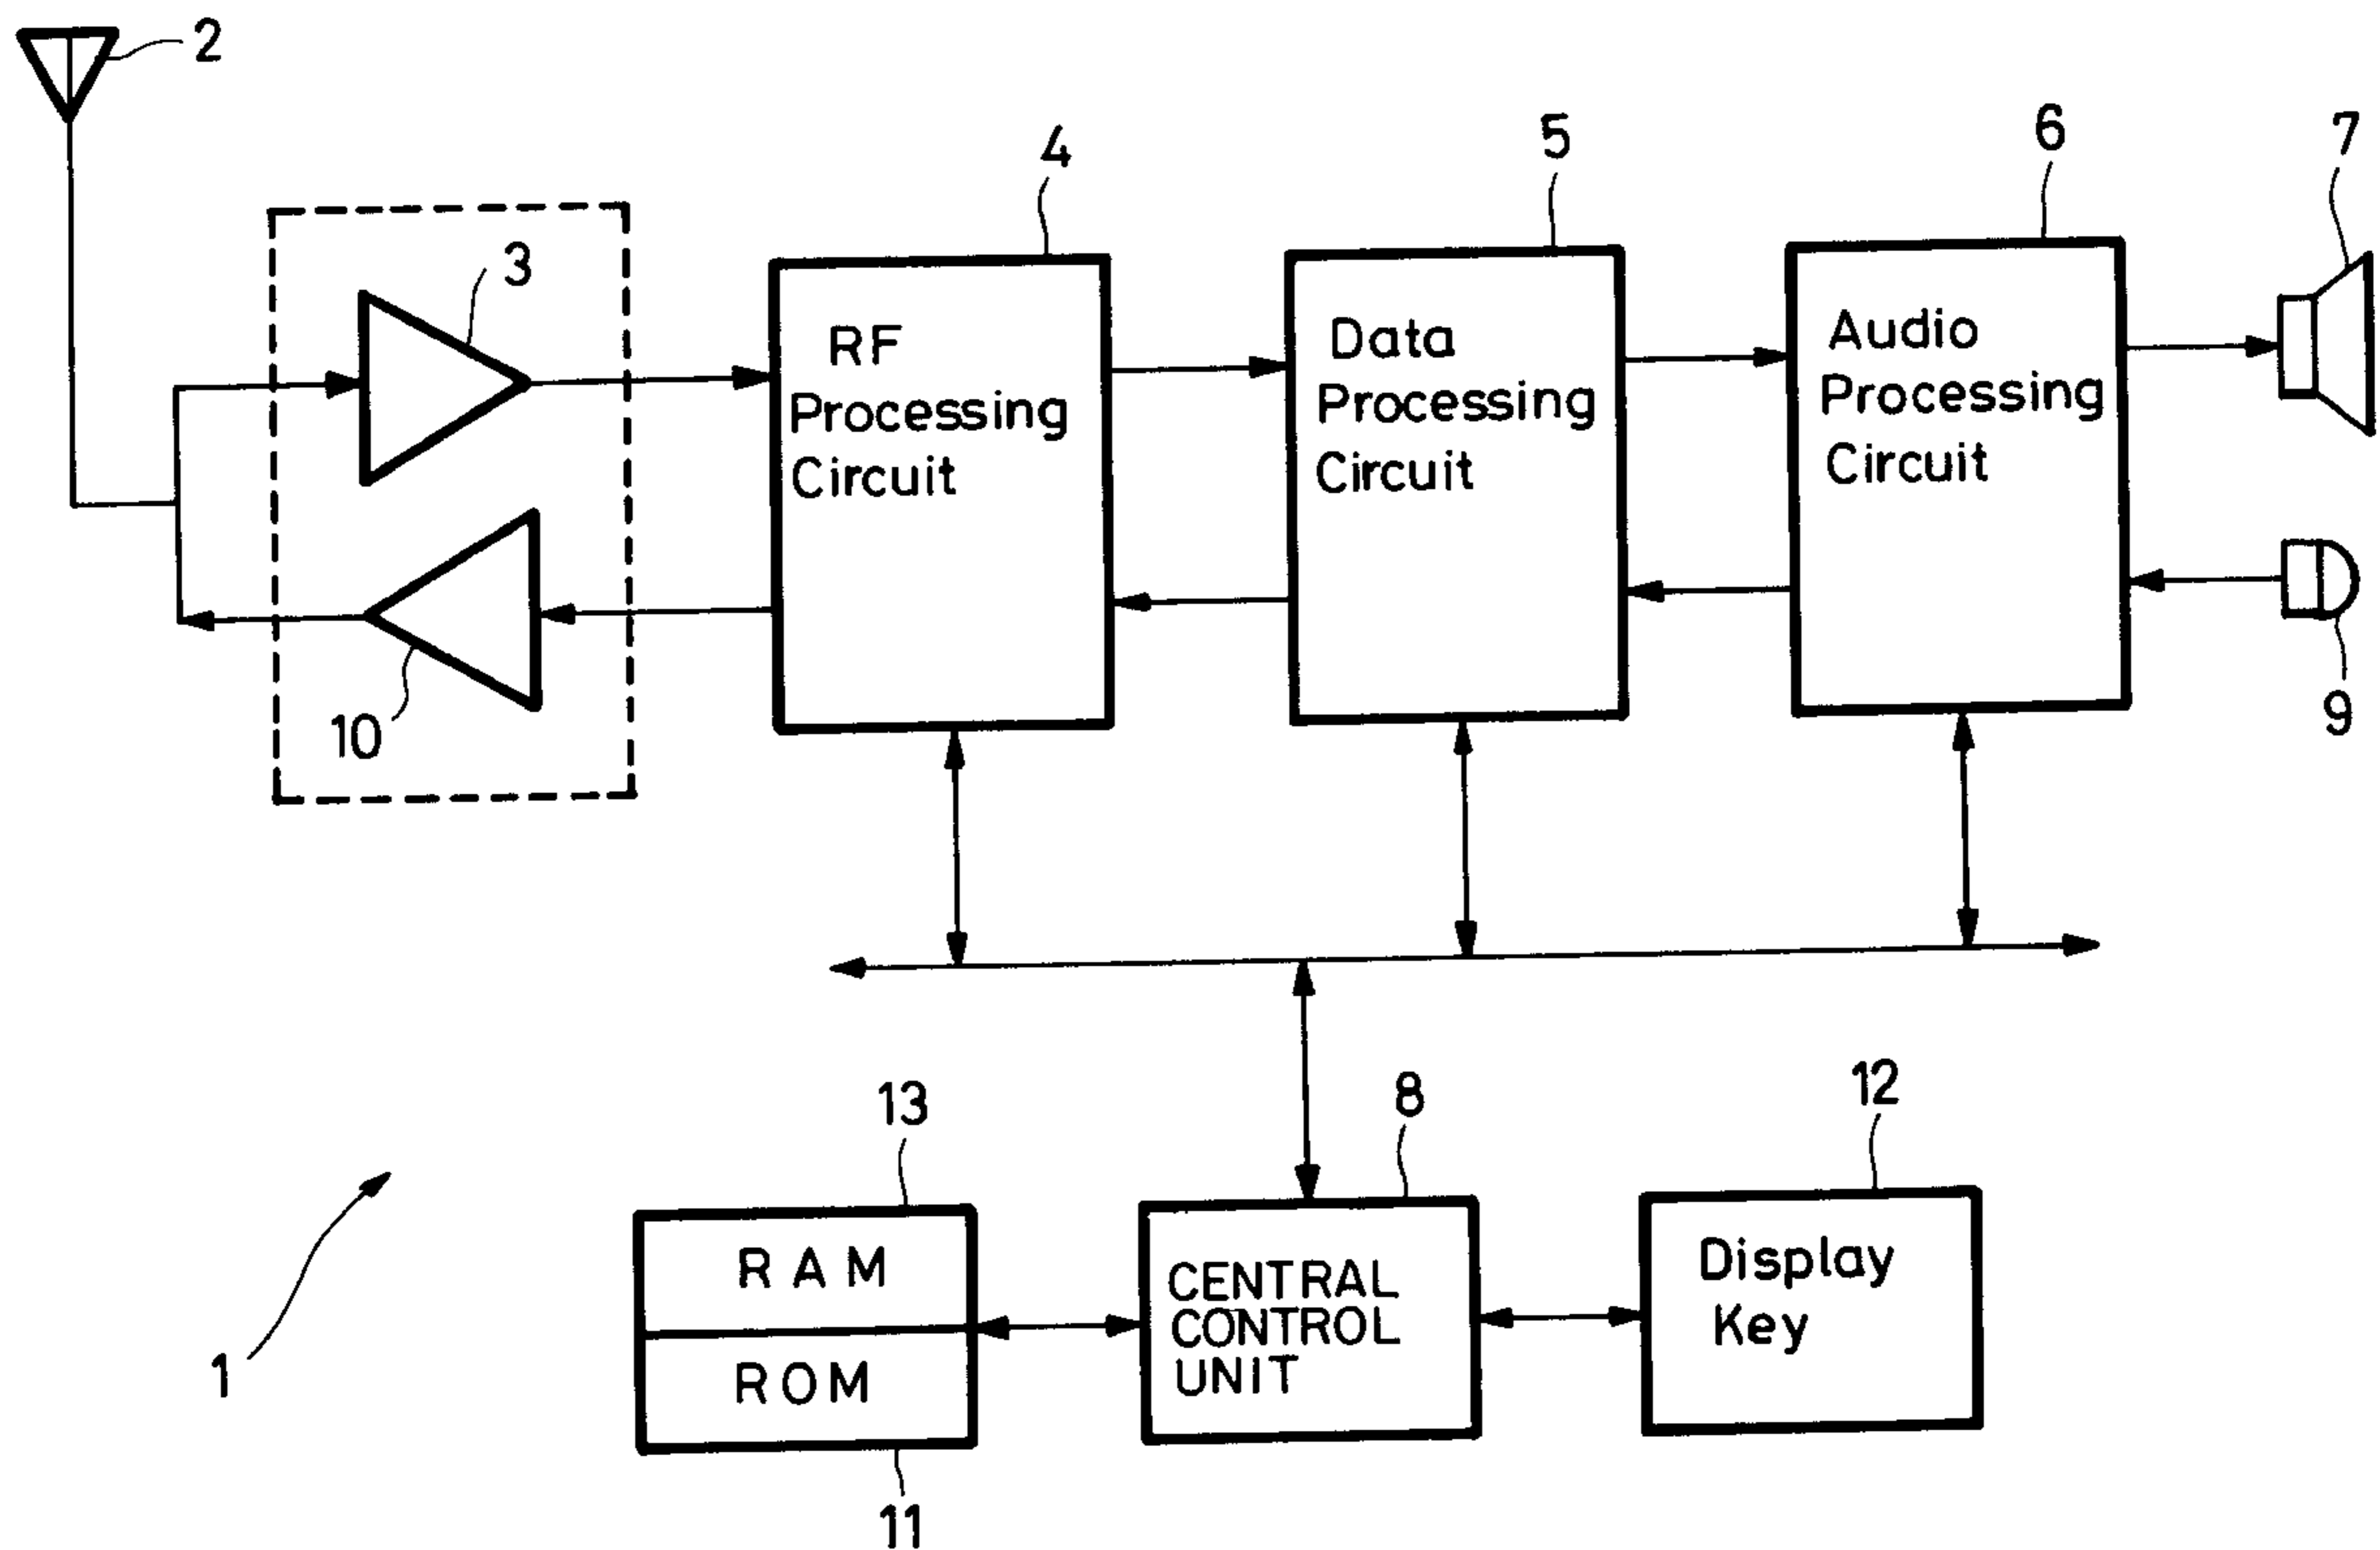 2
3
4
5
6
7
RF
Processing
Circuit
Data
Processing
Circuit
Audio
Processing
Circuit
10
9
13
8
12
1
RAM
ROM
CENTRAL
CONTROL
UNIT
Display
Key
11